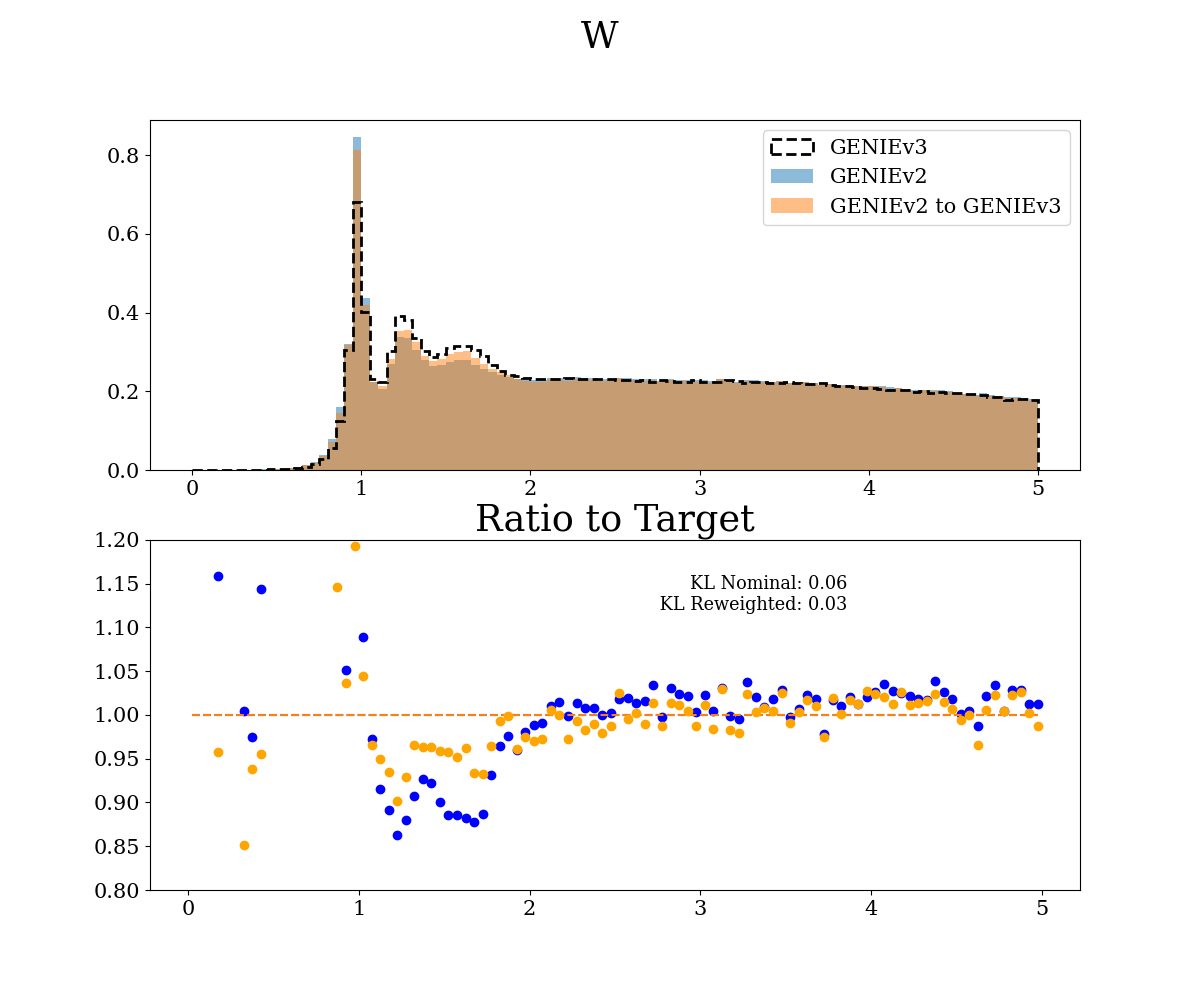 W
0.8
0.6
0.4
0.2
0.0
GENIEv3
GENIEv2
GENIEv2 to GENIEv3
0 1 2 3 4 5
Ratio to Target
1.20
1.15
1.10
1.05
1.00
0.95
0.90
0.85
0.80
KL Nominal: 0.06
KL Reweighted: 0.03
0 1 2 3 4 5